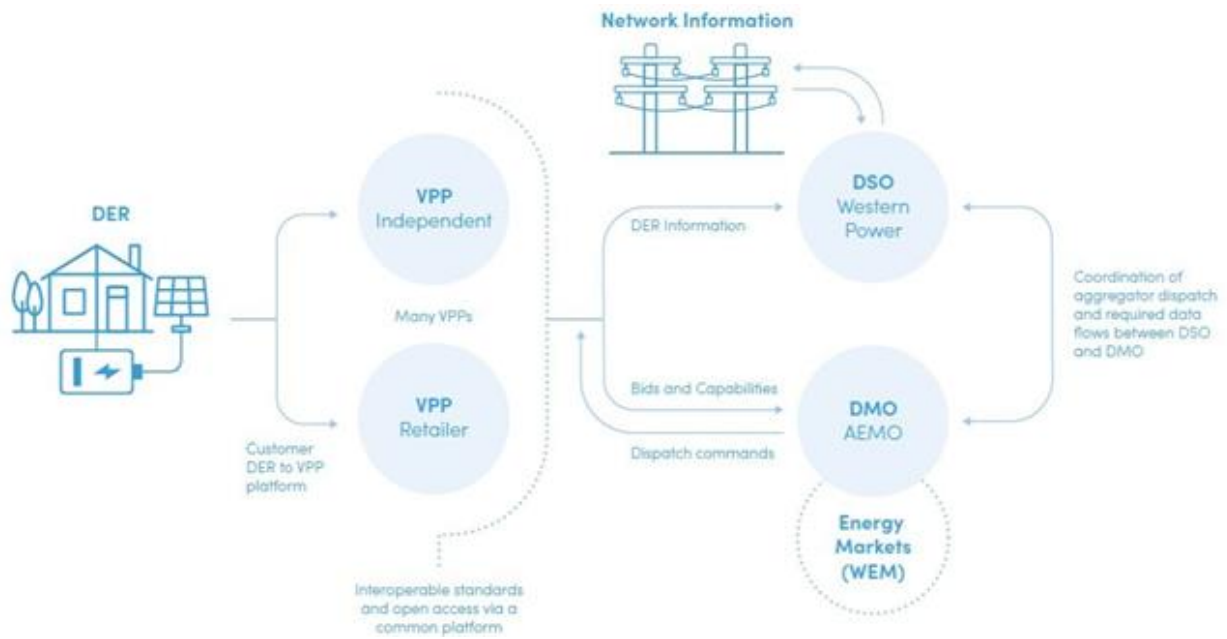 Network Information
DER
VPP
Independent
Many VPPs
VPP
Retailer
Customer
DER to VPP
platform
Interoperable standards
and open access via a
common platform
DER Information
Bids and Capabilities
Dispatch commands
DSO
Western
Power
DMO
AEMO
Energy
Markets
(WEM)
Coordination of
aggregator dispatch
and required data
flows between DSO
and DMO